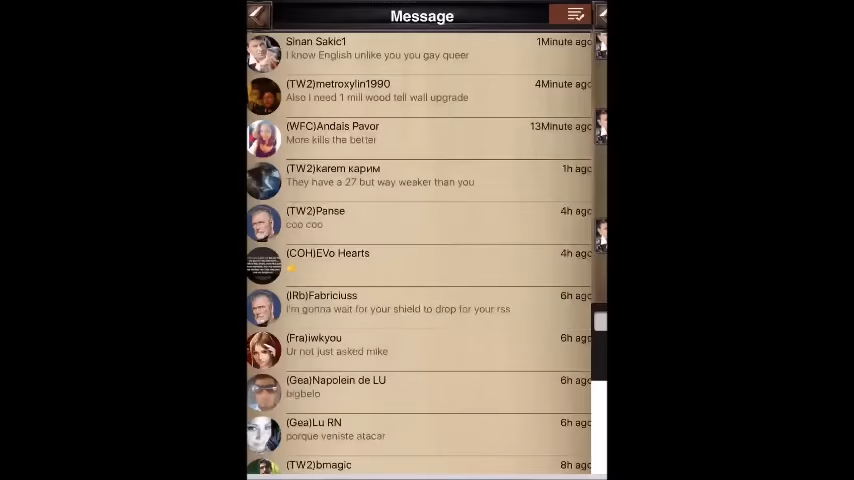 Message
Sinan Sakic1 1Minute ago
I know English unlike you you gay queer
(TW2)metroxylin1990 4Minute ago
Also I need 1 mill wood tell wall upgrade
(WFC)Andais Pavor 13Minute ago
More kills the better
(TW2)karem карим 1h ago
They have a 27 but way weaker than you
(TW2)Panse 4h ago
coo coo
(COH)EVo Hearts 4h ago
(IRb)Fabriciuss 6h ago
I'm gonna wait for your shield to drop for your rss
(Fra)iwkyou 6h ago
Ur not just asked mike
(Gea)Napolein de LU 6h ago
bigbelo
(Gea)Lu RN 6h ago
porque veniste atacar
(TW2)bmagic 8h ago